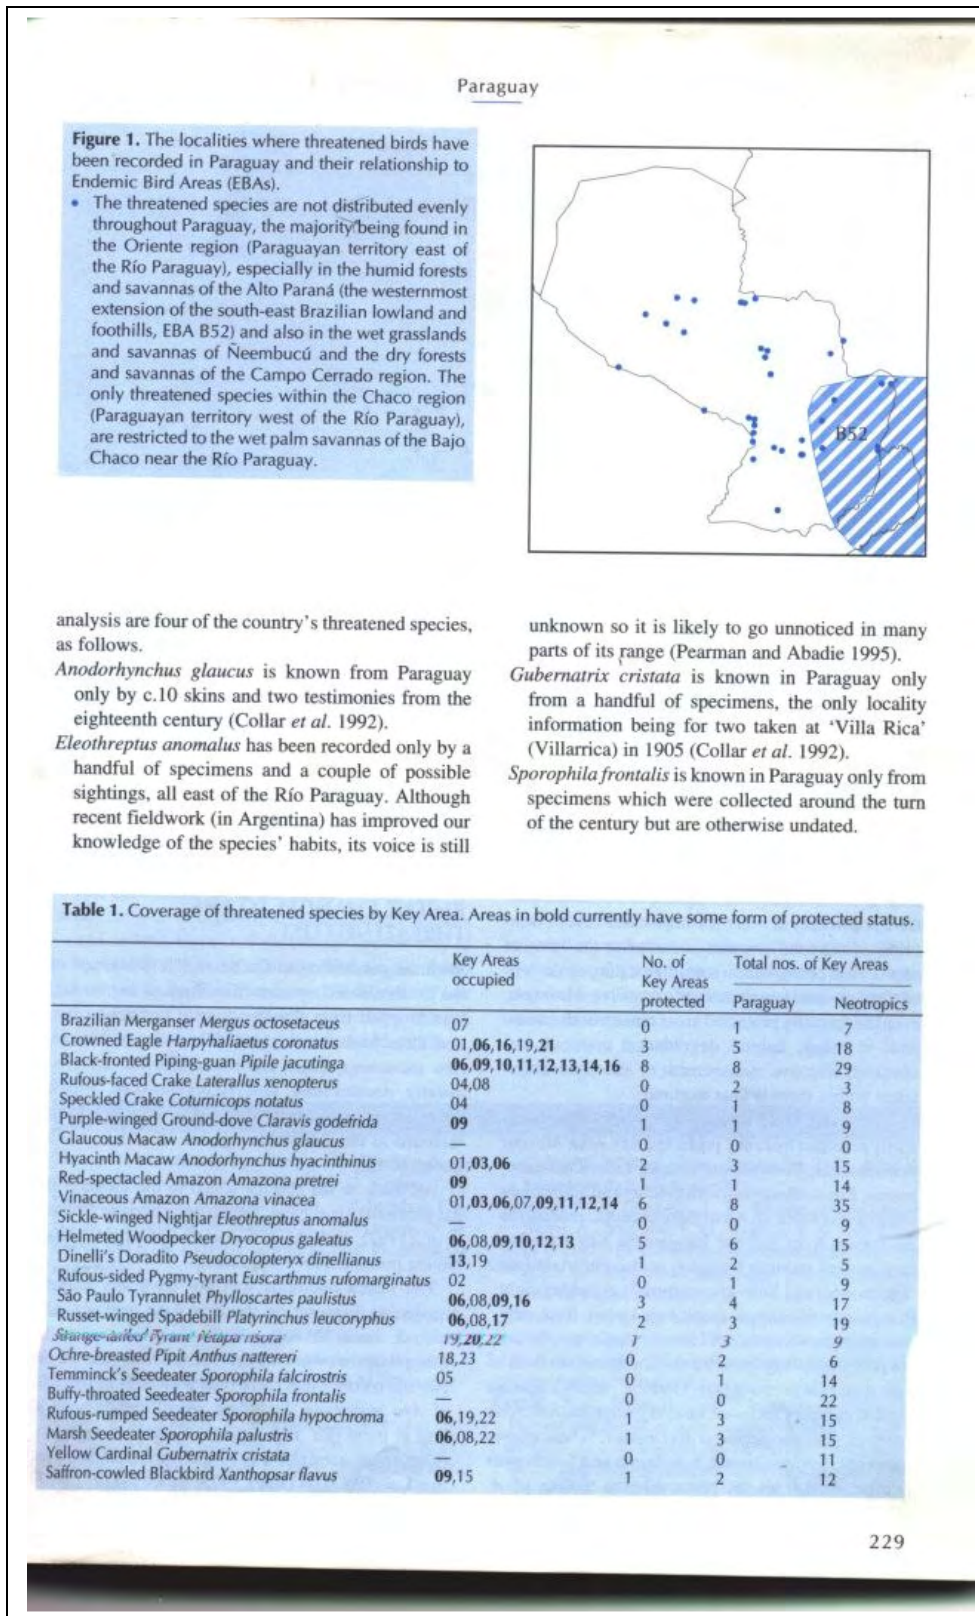 Paraguay
Figure 1. The localities where threatened birds have
been recorded in Paraguay and their relationship to
Endemic Bird Areas (EBAs).
• The threatened species are not distributed evenly
throughout Paraguay, the majority being found in
the Oriente region (Paraguayan territory east of
the Río Paraguay), especially in the humid forests
and savannas of the Alto Paraná (the westernmost
extension of the south-east Brazilian lowland and
foothills, EBA B52) and also in the wet grasslands
and savannas of Ñeembucú and the dry forests
and savannas of the Campo Cerrado region. The
only threatened species within the Chaco region
(Paraguayan territory west of the Río Paraguay),
are restricted to the wet palm savannas of the Bajo
Chaco near the Río Paraguay.
B52
analysis are four of the country's threatened species,
as follows.
Anodorhynchus glaucus is known from Paraguay
only by c.10 skins and two testimonies from the
eighteenth century (Collar et al. 1992).
Eleothreptus anomalus has been recorded only by a
handful of specimens and a couple of possible
sightings, all east of the Río Paraguay. Although
recent fieldwork (in Argentina) has improved our
knowledge of the species' habits, its voice is still
unknown so it is likely to go unnoticed in many
parts of its range (Pearman and Abadie 1995).
Gubernatrix cristata is known in Paraguay only
from a handful of specimens, the only locality
information being for two taken at 'Villa Rica'
(Villarrica) in 1905 (Collar et al. 1992).
Sporophila frontalis is known in Paraguay only from
specimens which were collected around the turn
of the century but are otherwise undated.
Table 1. Coverage of threatened species by Key Area. Areas in bold currently have some form of protected status.
Key Areas occupied No. of Key Areas protected Total nos. of Key Areas
Paraguay Neotropics
Brazilian Merganser Mergus octosetaceus 07 0 1 7
Crowned Eagle Harpyhaliaetus coronatus 01,06,16,19,21 3 5 18
Black-fronted Piping-guan Pipile jacutinga 06,09,10,11,12,13,14,16 8 8 29
Rufous-faced Crake Laterallus xenopterus 04,08 0 2 3
Speckled Crake Coturnicops notatus 04 0 1 8
Purple-winged Ground-dove Claravis godefrida 09 1 1 9
Glaucous Macaw Anodorhynchus glaucus — 0 0 0
Hyacinth Macaw Anodorhynchus hyacinthinus 01,03,06 2 3 15
Red-spectacled Amazon Amazona pretrei 09 1 1 14
Vinaceous Amazon Amazona vinacea 01,03,06,07,09,11,12,14 6 8 35
Sickle-winged Nightjar Eleothreptus anomalus — 0 0 9
Helmeted Woodpecker Dryocopus galeatus 06,08,09,10,12,13 5 6 15
Dinelli's Doradito Pseudocolopteryx dinellianus 13,19 1 2 5
Rufous-sided Pygmy-tyrant Euscarthmus rufomarginatus 02 0 1 9
São Paulo Tyrannulet Phylloscartes paulistus 06,08,09,16 3 4 17
Russet-winged Spadebill Platyrinchus leucoryphus 06,08,17 2 3 19
Strange-tailed Tyrant Yetapa risora 19,20,22 1 3 9
Ochre-breasted Pipit Anthus nattereri 18,23 0 2 6
Temminck's Seedeater Sporophila falcirostris 05 0 1 14
Buffy-throated Seedeater Sporophila frontalis — 0 0 22
Rufous-rumped Seedeater Sporophila hypochroma 06,19,22 1 3 15
Marsh Seedeater Sporophila palustris 06,08,22 1 3 15
Yellow Cardinal Gubernatrix cristata — 0 0 11
Saffron-cowled Blackbird Xanthopsar flavus 09,15 1 2 12
229